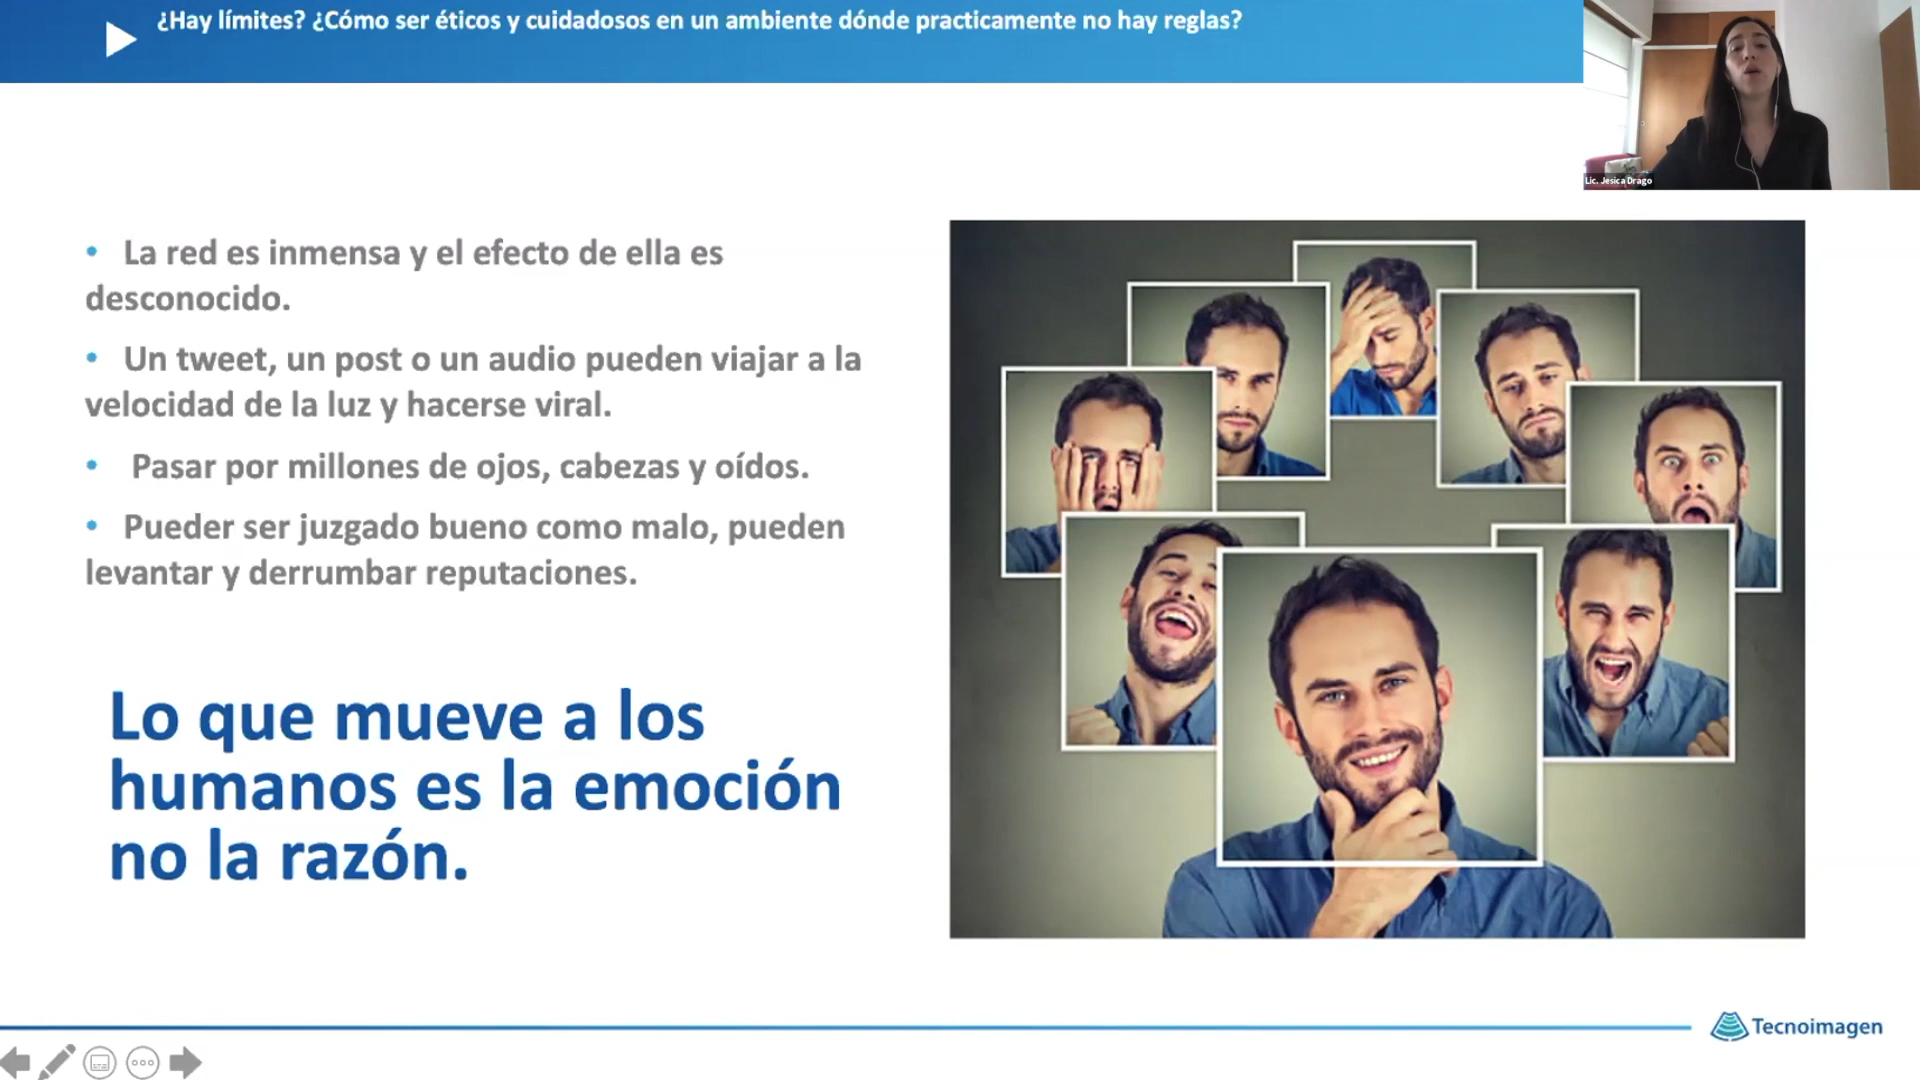 ¿Hay límites? ¿Cómo ser éticos y cuidadosos en un ambiente dónde practicamente no hay reglas?
Lic. Jesica Drago
• La red es inmensa y el efecto de ella es
desconocido.
• Un tweet, un post o un audio pueden viajar a la
velocidad de la luz y hacerse viral.
• Pasar por millones de ojos, cabezas y oídos.
• Pueder ser juzgado bueno como malo, pueden
levantar y derrumbar reputaciones.
Lo que mueve a los
humanos es la emoción
no la razón.
Tecnoimagen